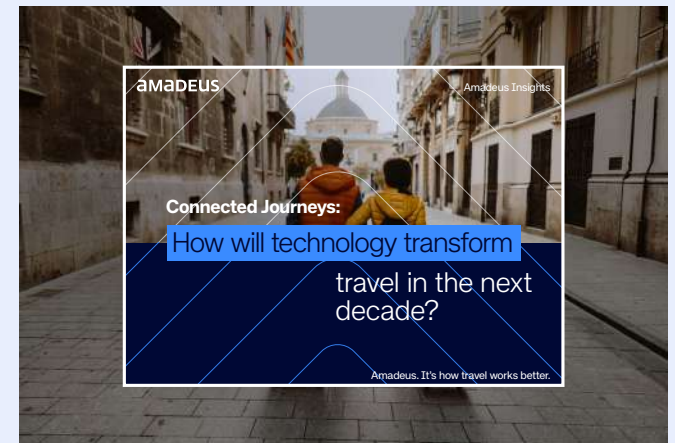 amadeus
Amadeus Insights
Connected Journeys:
How will technology transform
travel in the next
decade?
Amadeus. It's how travel works better.